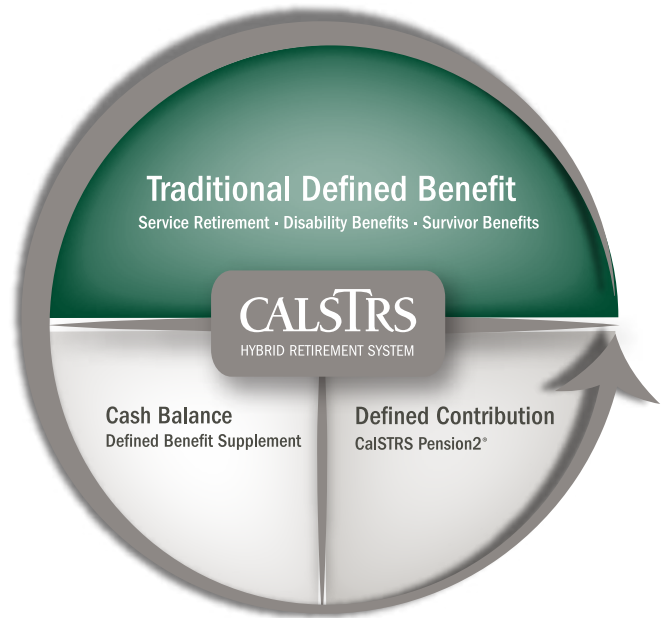 Traditional Defined Benefit
Service Retirement · Disability Benefits · Survivor Benefits
CALSTRS
HYBRID RETIREMENT SYSTEM
Cash Balance
Defined Benefit Supplement
Defined Contribution
CalSTRS Pension2®